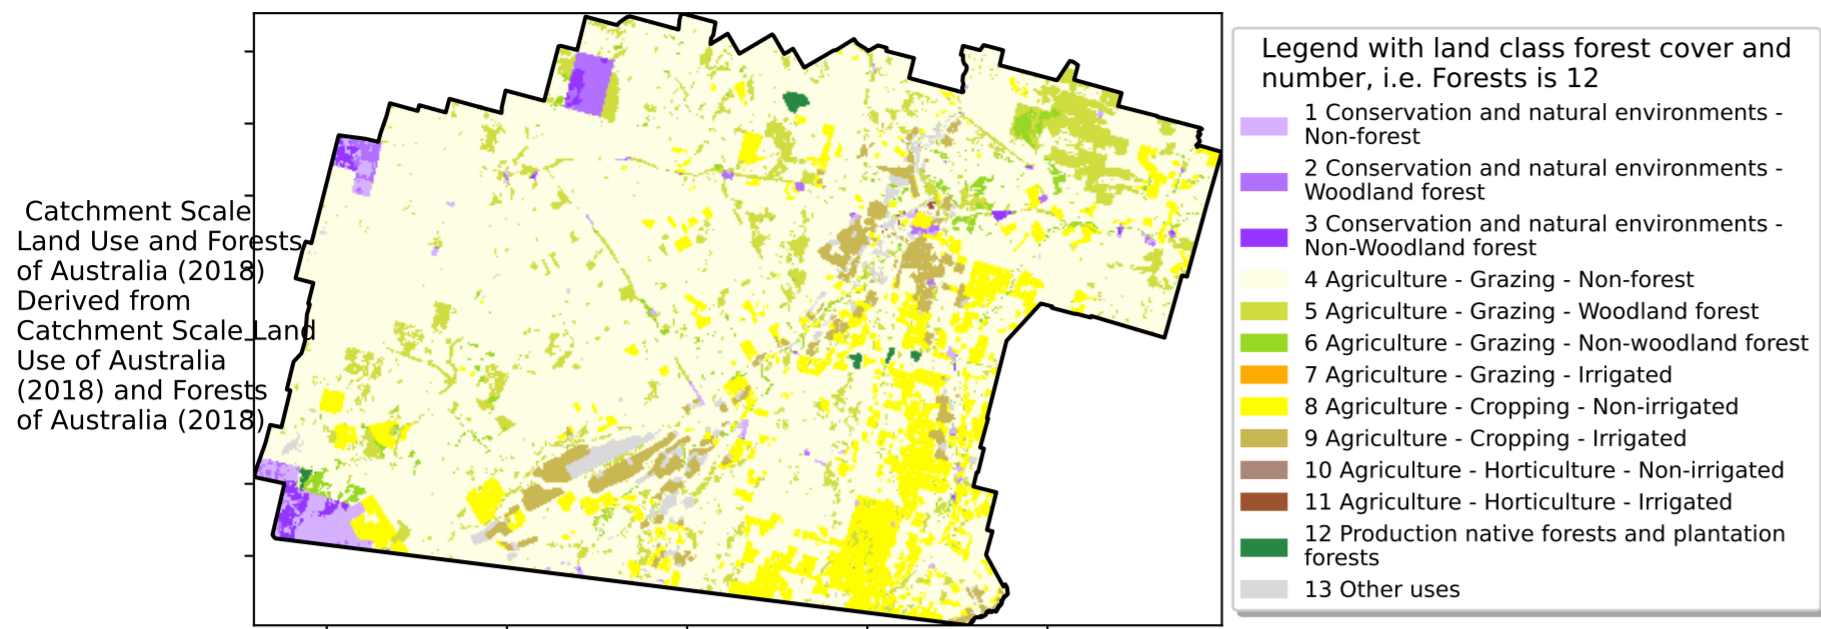 Catchment Scale
Land Use and Forests
of Australia (2018)
Derived from
Catchment Scale Land
Use of Australia
(2018) and Forests
of Australia (2018)
Legend with land class forest cover and
number, i.e. Forests is 12
1 Conservation and natural environments -
Non-forest
2 Conservation and natural environments -
Woodland forest
3 Conservation and natural environments -
Non-Woodland forest
4 Agriculture - Grazing - Non-forest
5 Agriculture - Grazing - Woodland forest
6 Agriculture - Grazing - Non-woodland forest
7 Agriculture - Grazing - Irrigated
8 Agriculture - Cropping - Non-irrigated
9 Agriculture - Cropping - Irrigated
10 Agriculture - Horticulture - Non-irrigated
11 Agriculture - Horticulture - Irrigated
12 Production native forests and plantation
forests
13 Other uses